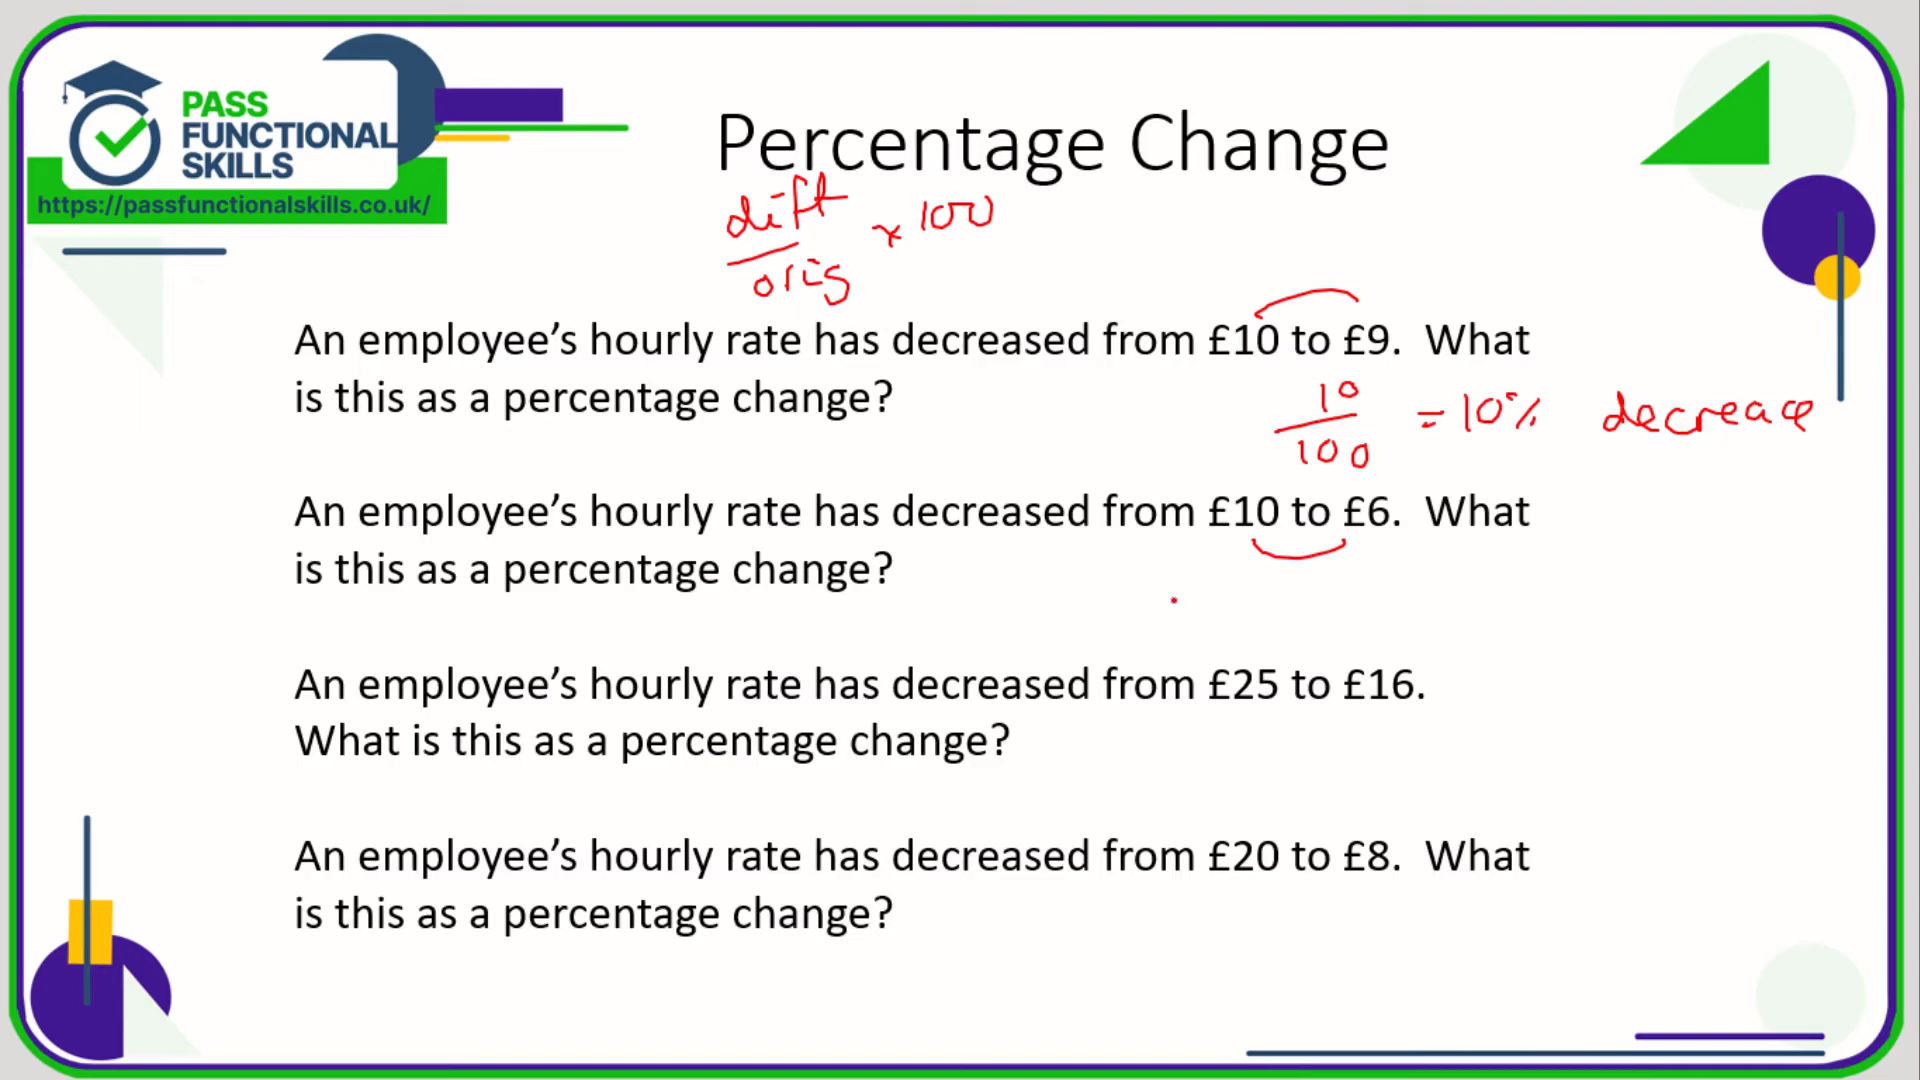 PASS
FUNCTIONAL
SKILLS
https://passfunctionalskills.co.uk/
Percentage Change
diff
orig × 100
An employee’s hourly rate has decreased from £10 to £9.  What
is this as a percentage change?
10
100 = 10% decrease
An employee’s hourly rate has decreased from £10 to £6.  What
is this as a percentage change?
An employee’s hourly rate has decreased from £25 to £16.
What is this as a percentage change?
An employee’s hourly rate has decreased from £20 to £8.  What
is this as a percentage change?